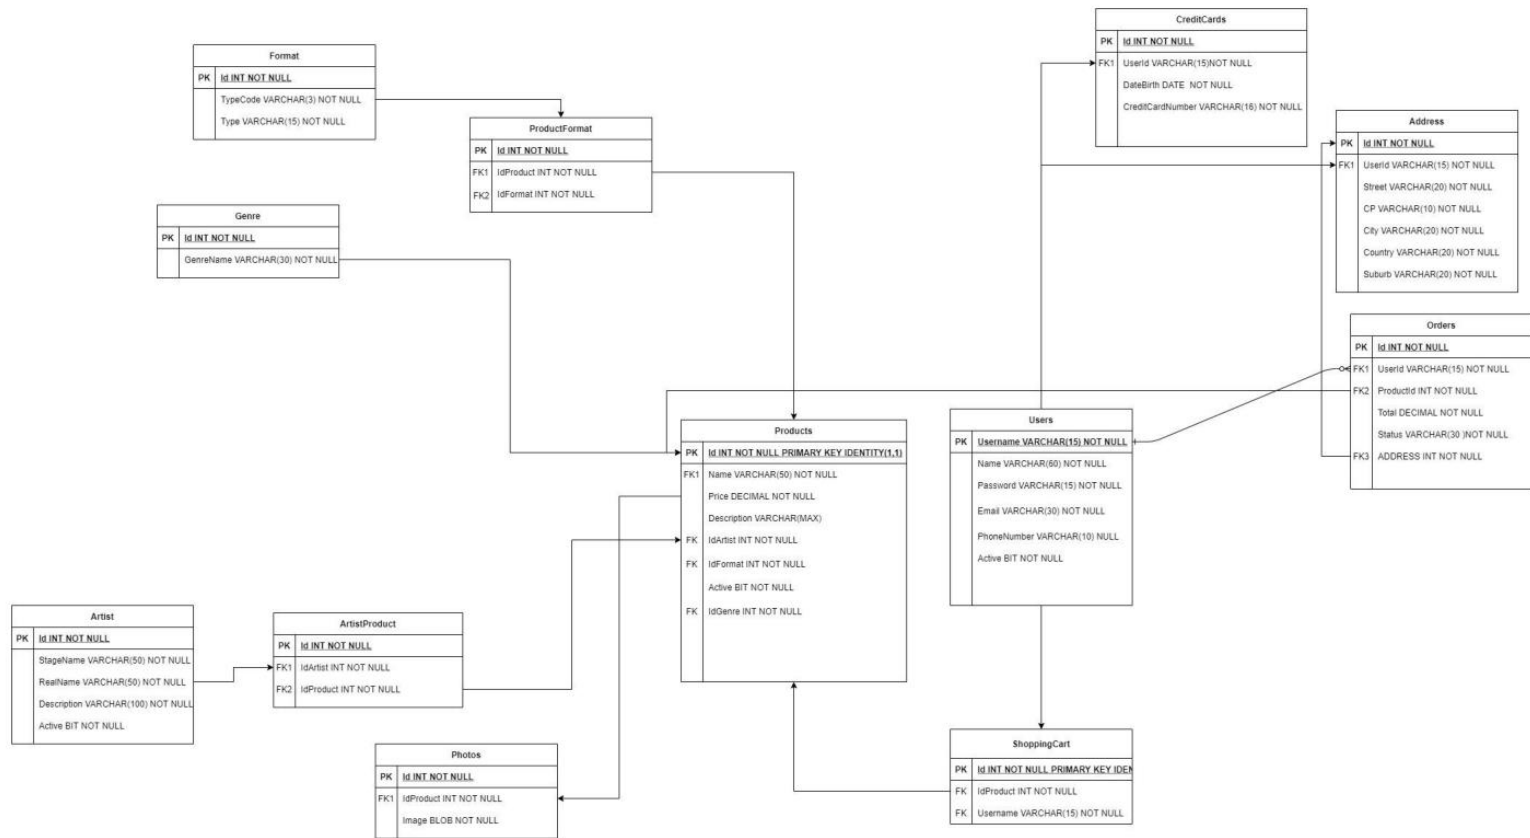 CreditCards
PK Id INT NOT NULL
FK1 UserId VARCHAR(15)NOT NULL
DateBirth DATE NOT NULL
CreditCardNumber VARCHAR(16) NOT NULL
Format
PK Id INT NOT NULL
TypeCode VARCHAR(3) NOT NULL
Type VARCHAR(15) NOT NULL
ProductFormat
PK Id INT NOT NULL
FK1 IdProduct INT NOT NULL
FK2 IdFormat INT NOT NULL
Address
PK Id INT NOT NULL
FK1 UserId VARCHAR(15) NOT NULL
Street VARCHAR(20) NOT NULL
CP VARCHAR(10) NOT NULL
City VARCHAR(20) NOT NULL
Country VARCHAR(20) NOT NULL
Suburb VARCHAR(20) NOT NULL
Genre
PK Id INT NOT NULL
GenreName VARCHAR(30) NOT NULL
Orders
PK Id INT NOT NULL
FK1 UserId VARCHAR(15) NOT NULL
FK2 ProductId INT NOT NULL
Total DECIMAL NOT NULL
Status VARCHAR(30 )NOT NULL
FK3 ADDRESS INT NOT NULL
Products
PK Id INT NOT NULL PRIMARY KEY IDENTITY(1,1)
FK1 Name VARCHAR(50) NOT NULL
Price DECIMAL NOT NULL
Description VARCHAR(MAX)
FK IdArtist INT NOT NULL
FK IdFormat INT NOT NULL
Active BIT NOT NULL
FK IdGenre INT NOT NULL
Users
PK Username VARCHAR(15) NOT NULL
Name VARCHAR(60) NOT NULL
Password VARCHAR(15) NOT NULL
Email VARCHAR(30) NOT NULL
PhoneNumber VARCHAR(10) NULL
Active BIT NOT NULL
Artist
PK Id INT NOT NULL
StageName VARCHAR(50) NOT NULL
RealName VARCHAR(50) NOT NULL
Description VARCHAR(100) NOT NULL
Active BIT NOT NULL
ArtistProduct
PK Id INT NOT NULL
FK1 IdArtist INT NOT NULL
FK2 IdProduct INT NOT NULL
Photos
PK Id INT NOT NULL
FK1 IdProduct INT NOT NULL
Image BLOB NOT NULL
ShoppingCart
PK Id INT NOT NULL PRIMARY KEY IDEN
FK IdProduct INT NOT NULL
FK Username VARCHAR(15) NOT NULL